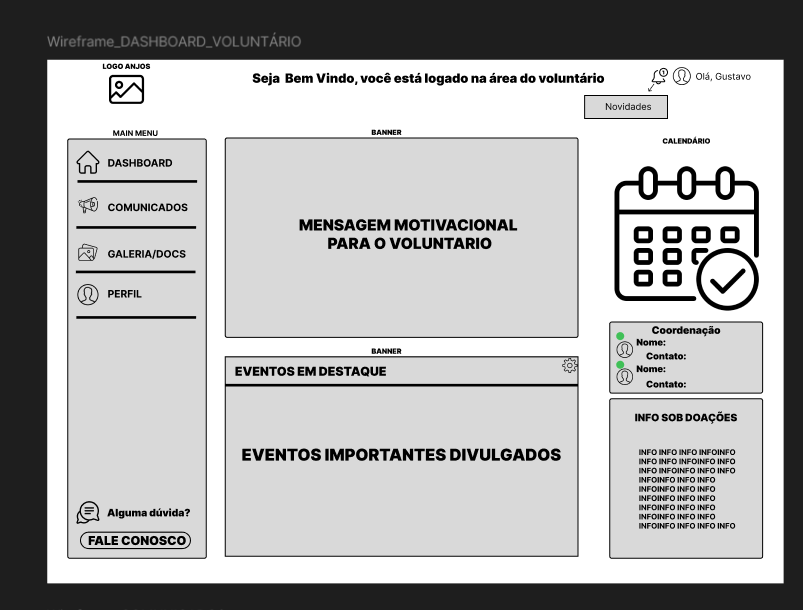 Wireframe_DASHBOARD_VOLUNTÁRIO
LOGO ANJOS
Seja  Bem Vindo, você está logado na área do voluntário
1
Olá, Gustavo
Novidades
MAIN MENU
DASHBOARD
COMUNICADOS
GALERIA/DOCS
PERFIL
Alguma dúvida?
FALE CONOSCO
BANNER
MENSAGEM MOTIVACIONAL
PARA O VOLUNTARIO
BANNER
EVENTOS EM DESTAQUE
EVENTOS IMPORTANTES DIVULGADOS
CALENDÁRIO
Coordenação
Nome:
Contato:
Nome:
Contato:
INFO SOB DOAÇÕES
INFO INFO INFO INFOINFO
INFO INFO INFOINFO INFO
INFO INFOINFO INFO INFO
INFOINFO INFO INFO
INFOINFO INFO INFO
INFOINFO INFO INFO
INFOINFO INFO INFO
INFOINFO INFO INFO
INFOINFO INFO INFO INFO